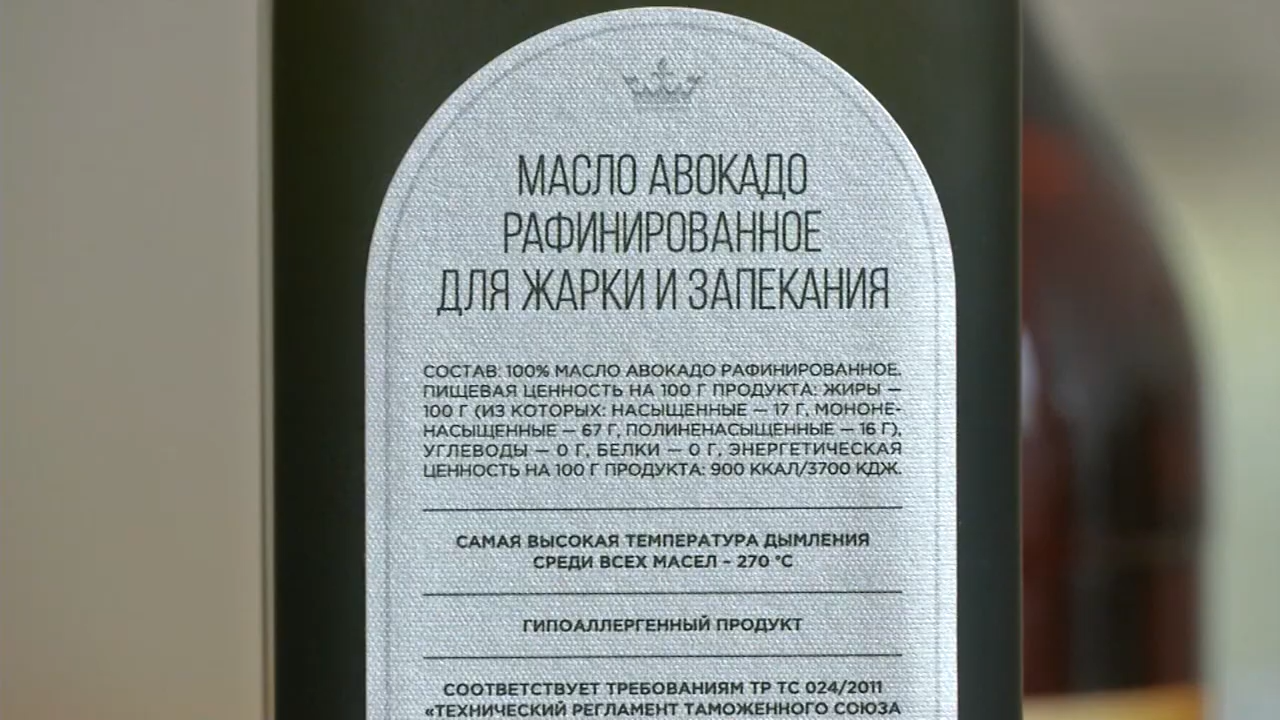 МАСЛО АВОКАДО
РАФИНИРОВАННОЕ
ДЛЯ ЖАРКИ И ЗАПЕКАНИЯ
СОСТАВ: 100% МАСЛО АВОКАДО РАФИНИРОВАННОЕ.
ПИЩЕВАЯ ЦЕННОСТЬ НА 100 Г ПРОДУКТА: ЖИРЫ —
100 Г (ИЗ КОТОРЫХ: НАСЫЩЕННЫЕ — 17 Г, МОНОНЕ-
НАСЫЩЕННЫЕ — 67 Г, ПОЛИНЕНАСЫЩЕННЫЕ — 16 Г),
УГЛЕВОДЫ — 0 Г, БЕЛКИ — 0 Г, ЭНЕРГЕТИЧЕСКАЯ
ЦЕННОСТЬ НА 100 Г ПРОДУКТА: 900 ККАЛ/3700 КДЖ.
САМАЯ ВЫСОКАЯ ТЕМПЕРАТУРА ДЫМЛЕНИЯ
СРЕДИ ВСЕХ МАСЕЛ – 270 °C
ГИПОАЛЛЕРГЕННЫЙ ПРОДУКТ
СООТВЕТСТВУЕТ ТРЕБОВАНИЯМ ТР ТС 024/2011
«ТЕХНИЧЕСКИЙ РЕГЛАМЕНТ ТАМОЖЕННОГО СОЮЗА